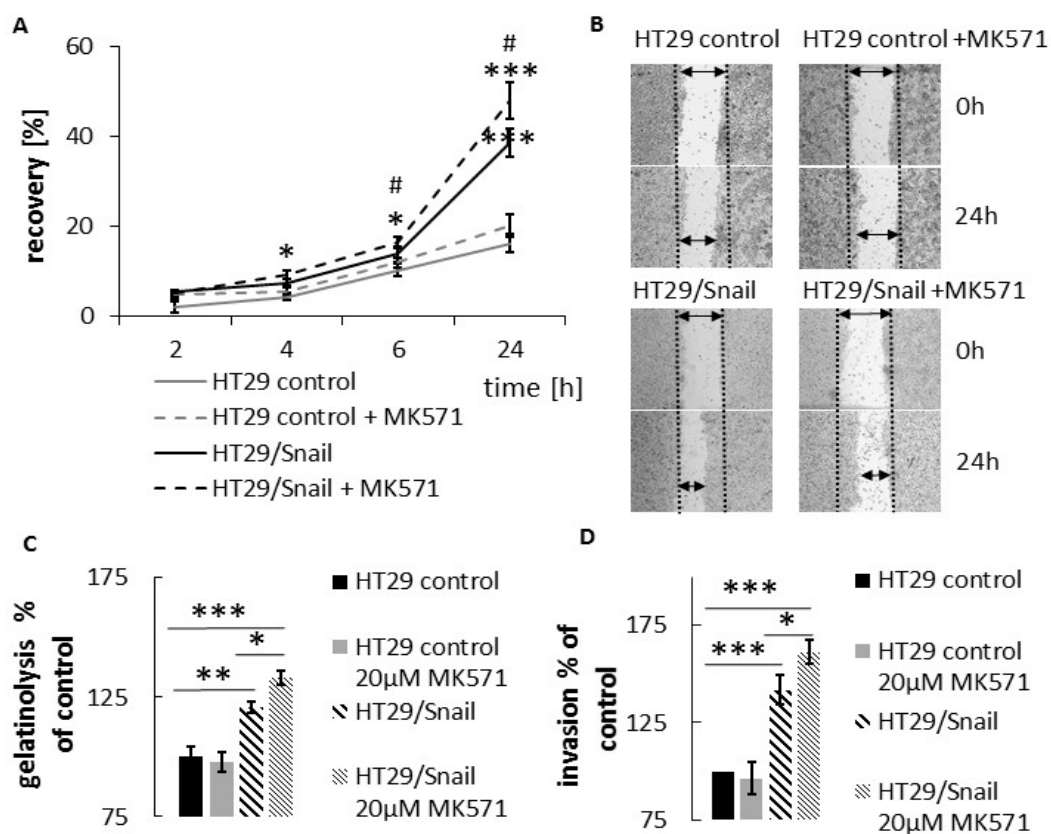 A
60
40
20
0
recovery [%]
#
***
***
#
*
*
2 4 6 24
time [h]
HT29 control
HT29 control + MK571
HT29/Snail
HT29/Snail + MK571
B
HT29 control HT29 control +MK571
0h
24h
HT29/Snail HT29/Snail +MK571
0h
24h
C
gelatinolysis %
of control
175
125
75
***
*
**
HT29 control
HT29 control
20µM MK571
HT29/Snail
HT29/Snail
20µM MK571
D
invasion % of
control
175
125
75
***
*
***
HT29 control
HT29 control
20µM MK571
HT29/Snail
HT29/Snail
20µM MK571